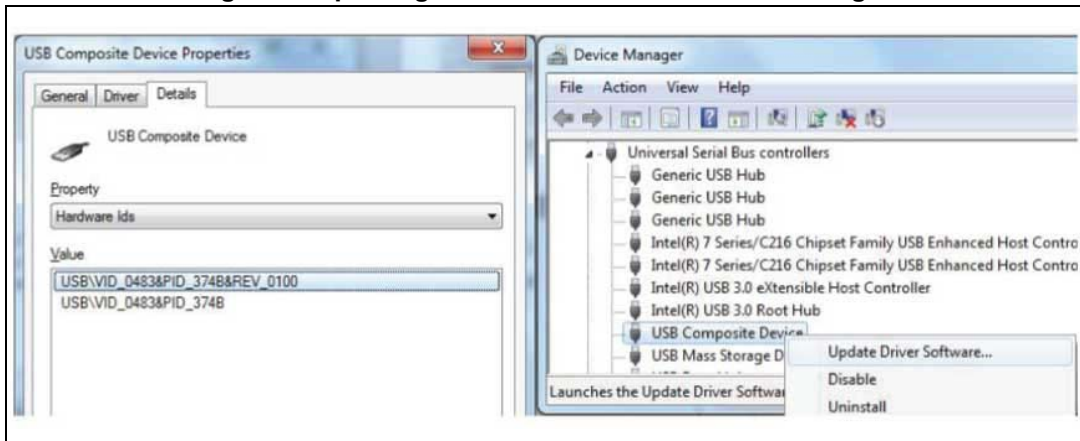 USB Composite Device Properties
General Driver Details
USB Composite Device
Property
Hardware Ids
Value
USB\VID_0483&PID_374B&REV_0100
USB\VID_0483&PID_374B
Device Manager
File Action View Help
Universal Serial Bus controllers
Generic USB Hub
Generic USB Hub
Generic USB Hub
Intel(R) 7 Series/C216 Chipset Family USB Enhanced Host Contro
Intel(R) 7 Series/C216 Chipset Family USB Enhanced Host Contro
Intel(R) USB 3.0 eXtensible Host Controller
Intel(R) USB 3.0 Root Hub
USB Composite Device
USB Mass Storage D
Launches the Update Driver Softwa
Update Driver Software...
Disable
Uninstall